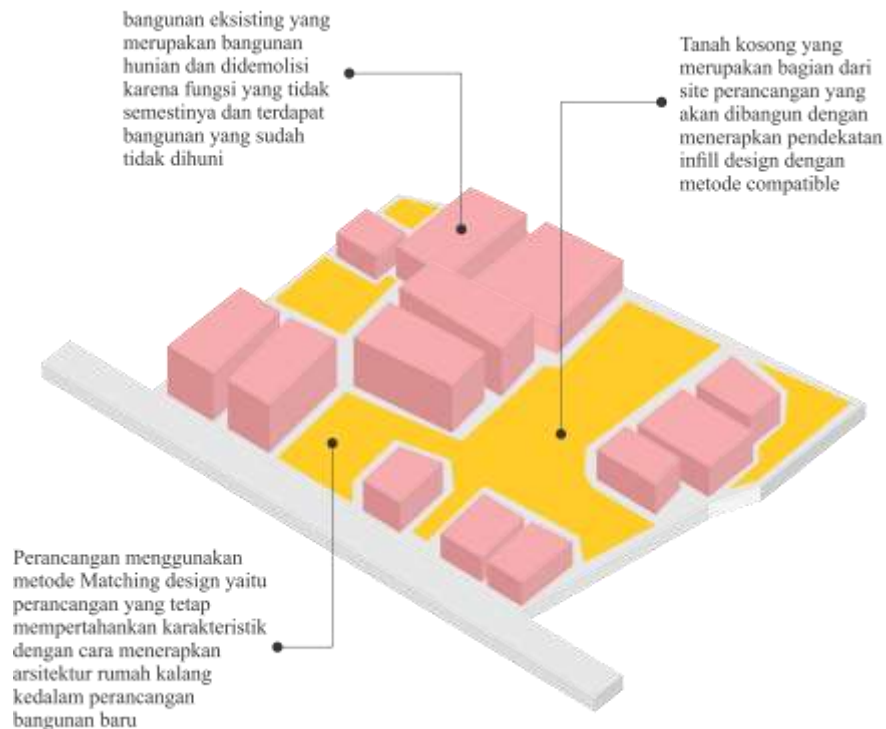 bangunan eksisting yang
merupakan bangunan
hunian dan didemolisi
karena fungsi yang tidak
semestinya dan terdapat
bangunan yang sudah
tidak dihuni
Tanah kosong yang
merupakan bagian dari
site perancangan yang
akan dibangun dengan
menerapkan pendekatan
infill design dengan
metode compatible
Perancangan menggunakan
metode Matching design yaitu
perancangan yang tetap
mempertahankan karakteristik
dengan cara menerapkan
arsitektur rumah kalang
kedalam perancangan
bangunan baru